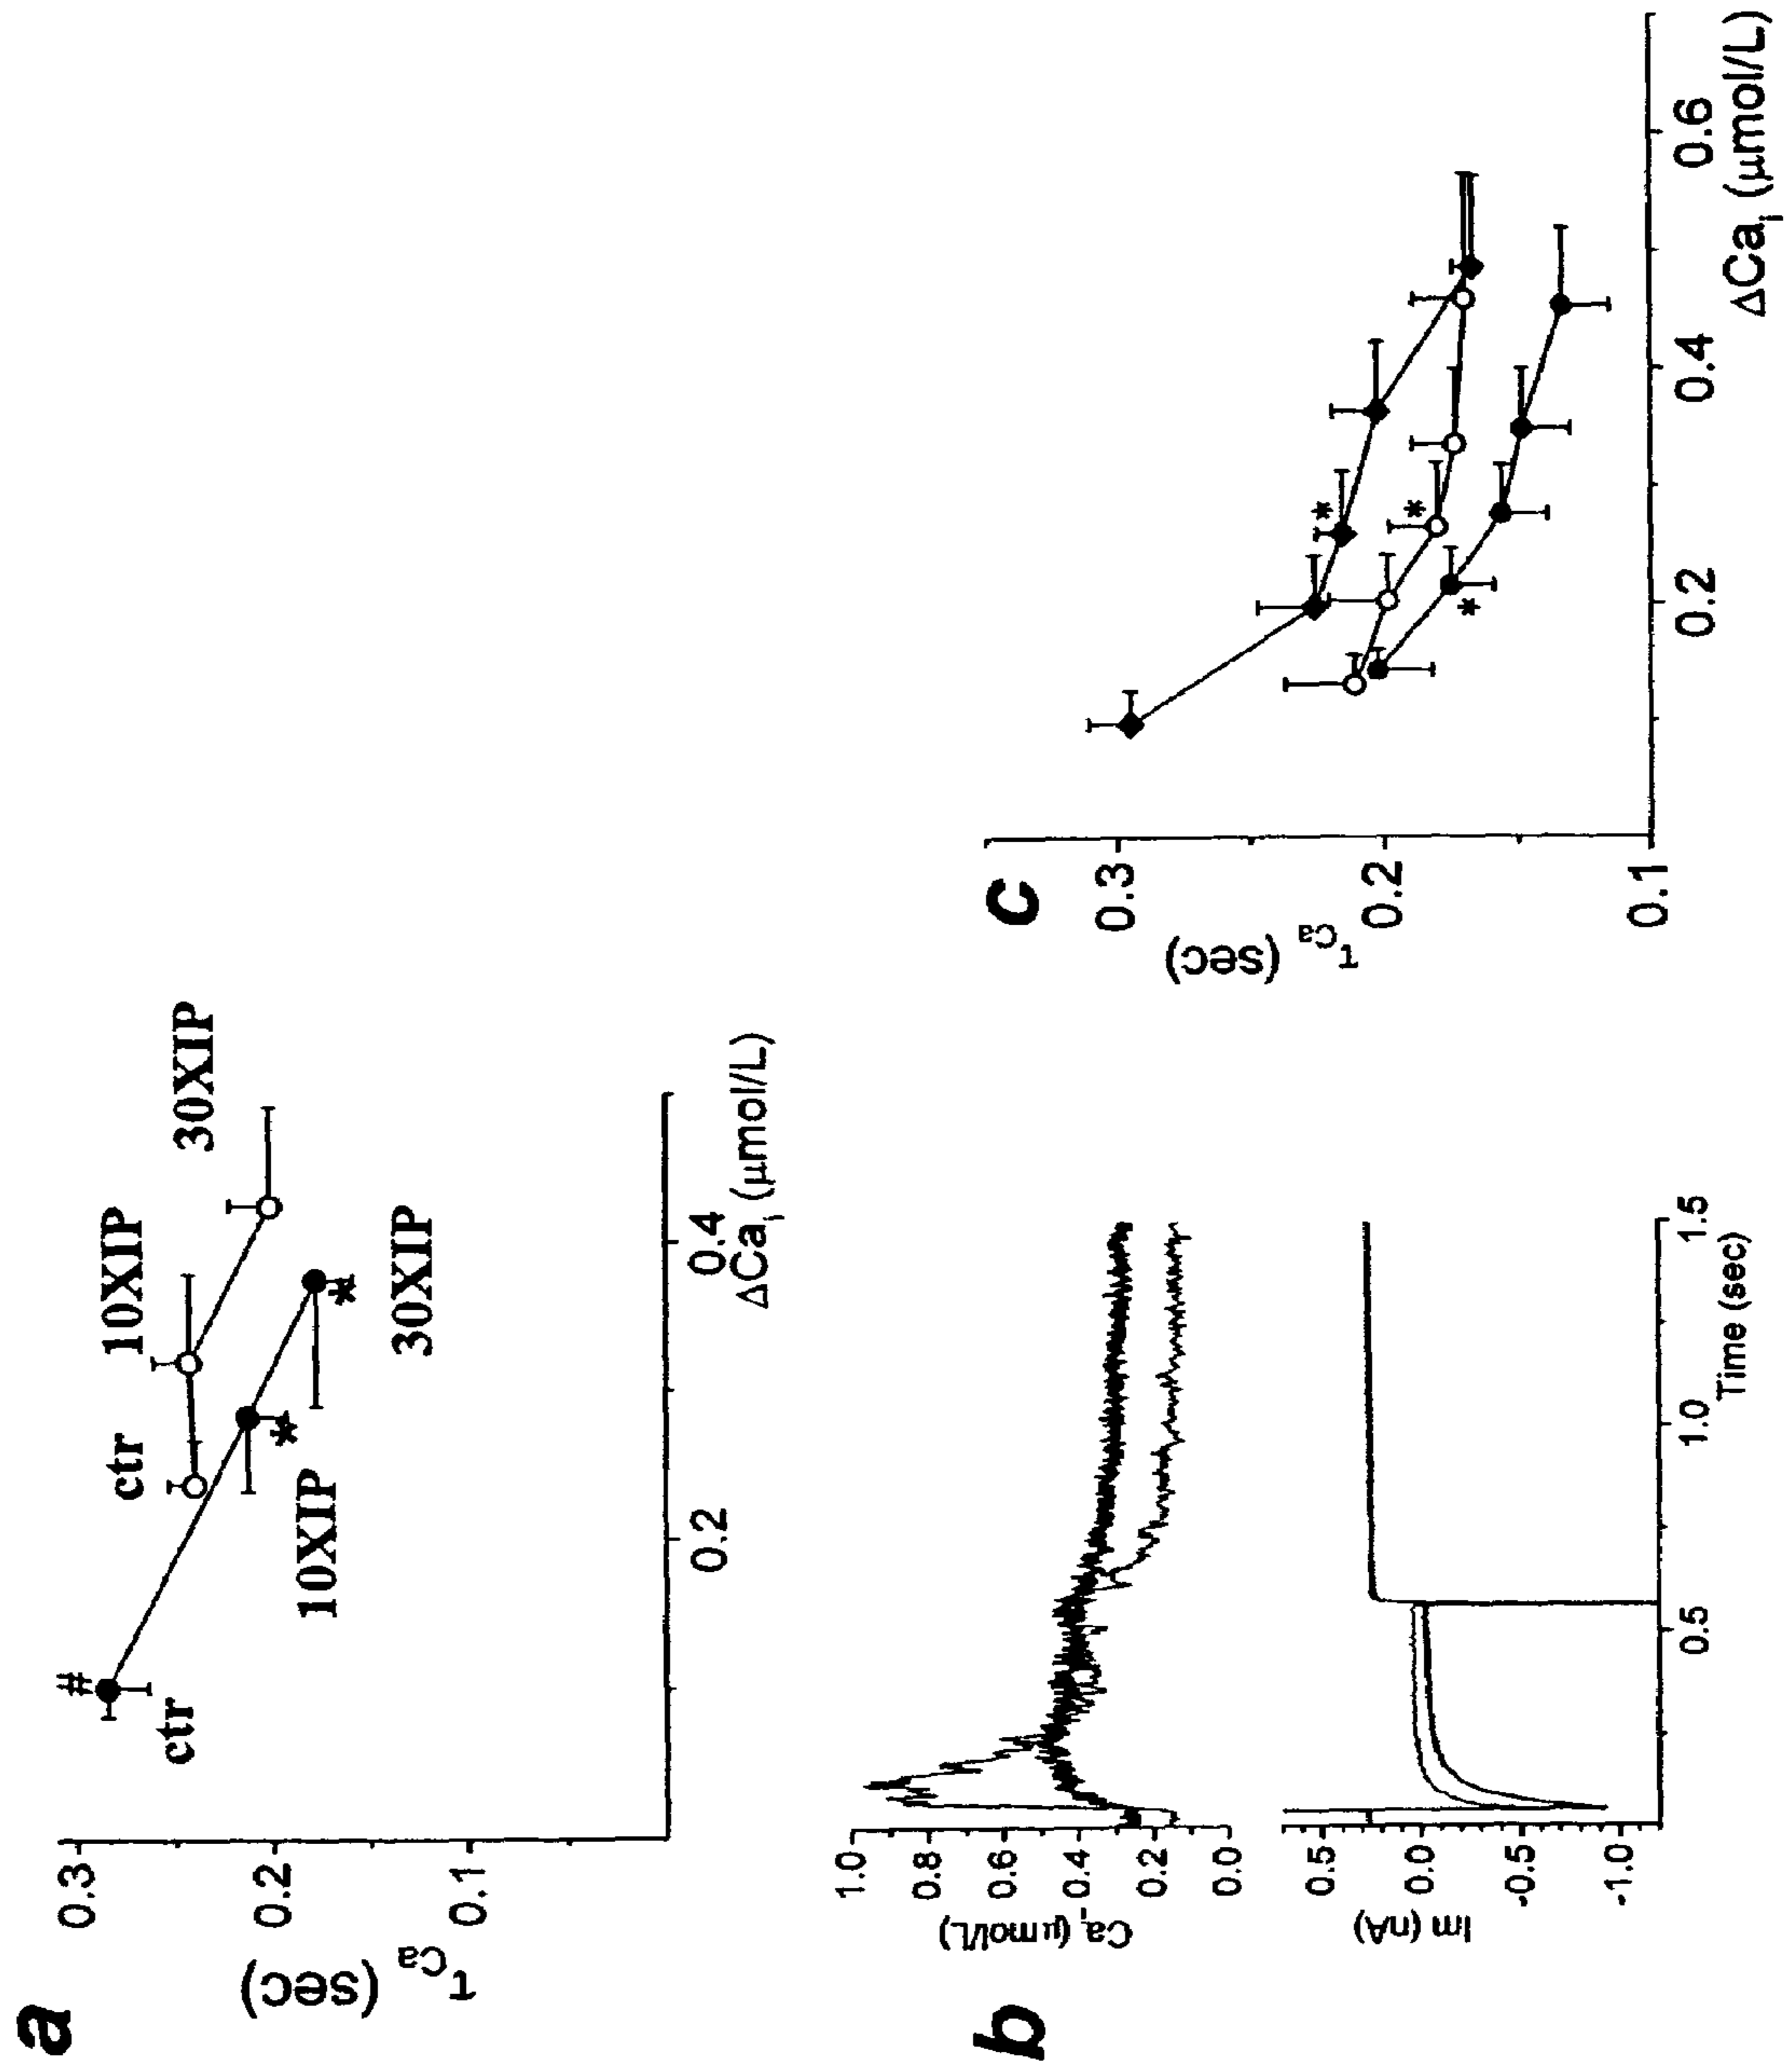 a
τCa
(sec)
0.3
0.2
0.1
#
ctr
ctr
10XIP
30XIP
*
10XIP
*
30XIP
0.2
0.4
ΔCai (μmol/L)
b
Cai (μmol/L)
1.0
0.8
0.6
0.4
0.2
0.0
Im (nA)
0.5
0.0
-0.5
-1.0
0.5
1.0
1.5
Time (sec)
c
τCa
(sec)
0.3
0.2
0.1
*
*
*
0.2
0.4
0.6
ΔCai (μmol/L)